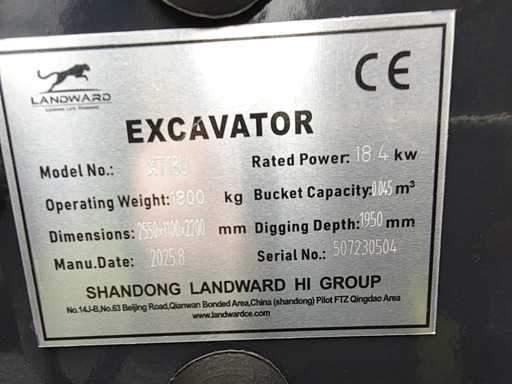 LANDWARD
CE
EXCAVATOR
Model No.:
Rated Power: 18.4 kw
Operating Weight: 1800 kg
Bucket Capacity: 0.045 m³
Dimensions: 2550×1100×2200 mm
Digging Depth: 1950 mm
Manu.Date: 2025.8
Serial No.: 507230504
SHANDONG LANDWARD HI GROUP
No.14J-B,No.63 Beijing Road,Qianwan Bonded Area,China (shandong) Pilot FTZ Qingdao Area
www.landwardce.com